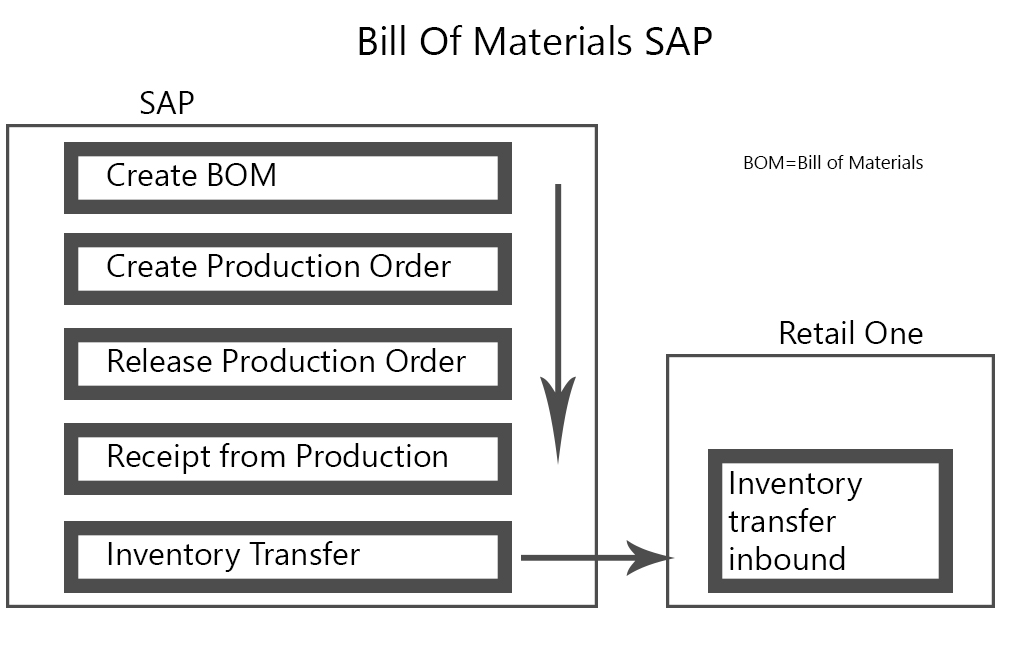 Bill Of Materials SAP
SAP
BOM=Bill of Materials
Create BOM
Create Production Order
Release Production Order
Receipt from Production
Inventory Transfer
Retail One
Inventory
transfer
inbound